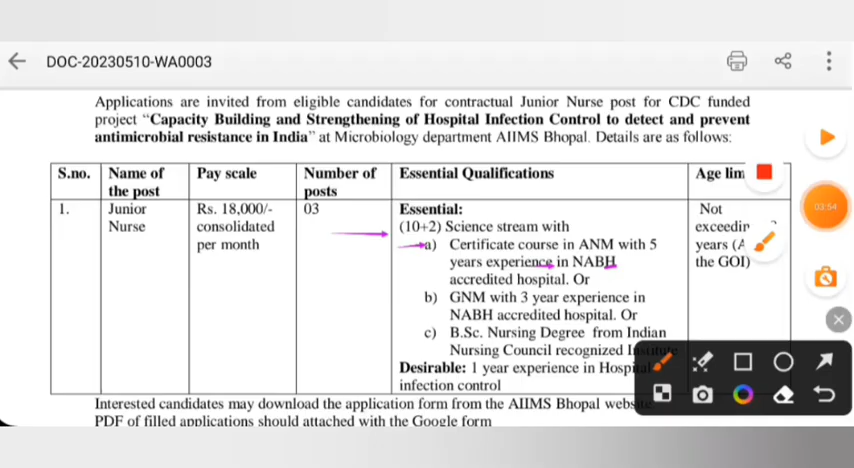 DOC-20230510-WA0003
Applications are invited from eligible candidates for contractual Junior Nurse post for CDC funded
project “Capacity Building and Strengthening of Hospital Infection Control to detect and prevent
antimicrobial resistance in India” at Microbiology department AIIMS Bhopal. Details are as follows:
S.no. Name of the post Pay scale Number of posts Essential Qualifications Age
1. Junior Nurse
Rs. 18,000/-
consolidated
per month
03
Essential:
(10+2) Science stream with
a) Certificate course in ANM with 5
years experience in NABH
accredited hospital. Or
b) GNM with 3 year experience in
NABH accredited hospital. Or
c) B.Sc. Nursing Degree from Indian
Nursing Council recognized Institute
Desirable: 1 year experience in
infection control
Not
years
the GOI)
03:54
Interested candidates may download the application form from the AIIMS Bhopal
PDF of filled applications should attached with the Google form